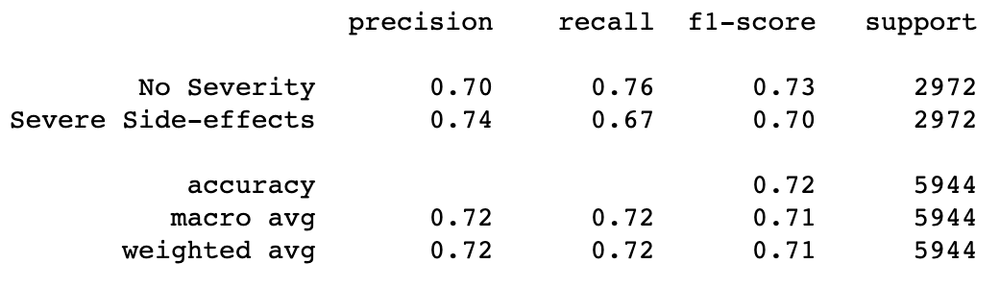 precision recall f1-score support
No Severity 0.70 0.76 0.73 2972
Severe Side-effects 0.74 0.67 0.70 2972
accuracy 0.72 5944
macro avg 0.72 0.72 0.71 5944
weighted avg 0.72 0.72 0.71 5944